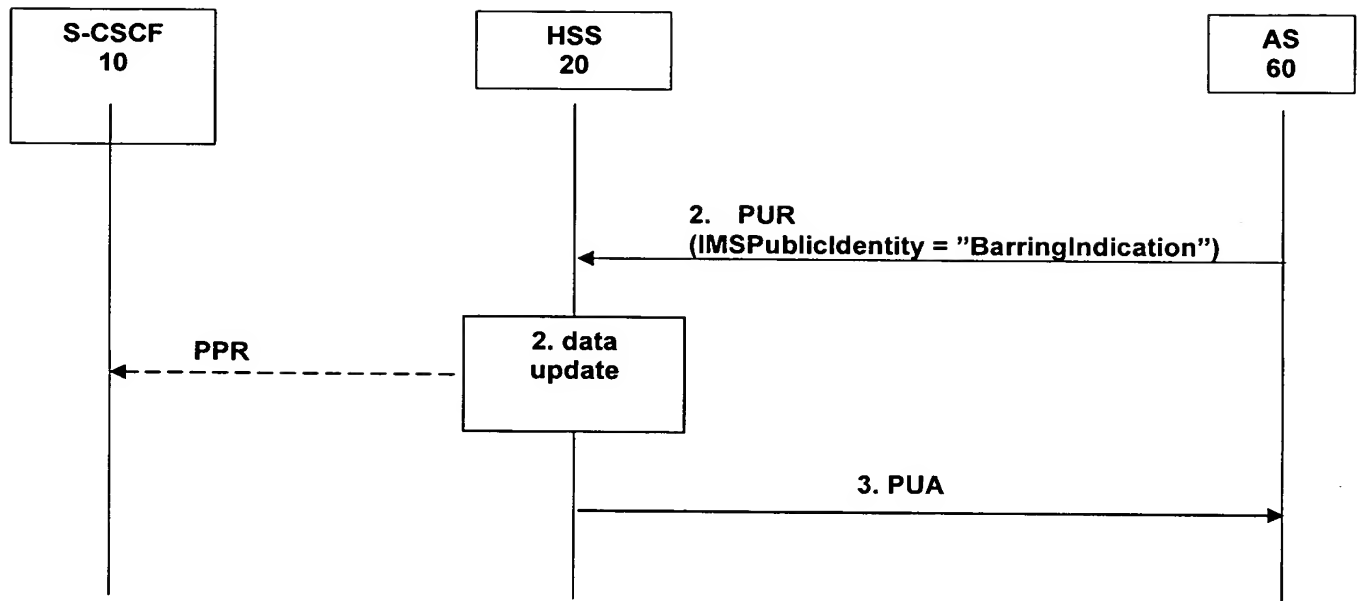 S-CSCF
10
HSS
20
AS
60
2. PUR
(IMSPublicIdentity = ”BarringIndication”)
2. data
update
PPR
3. PUA